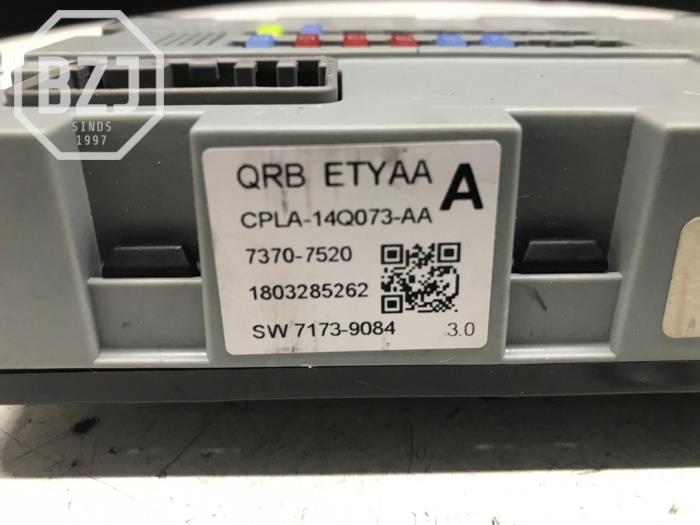 BZJ
SINDS
1997
QRB ETYAA
A
CPLA-14Q073-AA
7370-7520
1803285262
SW 7173-9084 3.0